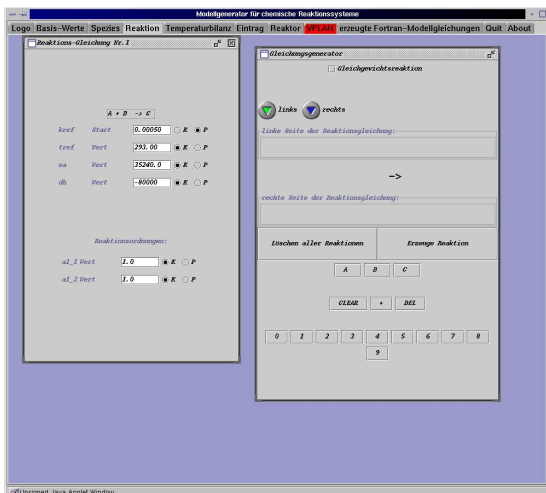 Modellgenerator für chemische Reaktionssysteme
Logo Basis-Werte Spezies Reaktion Temperaturbilanz Eintrag Reaktor VPLAN erzeugte Fortran-Modellgleichungen Quit About
Reaktions-Gleichung Nr.1
A + B -> C
kref Start 0.00050 K P
tref Wert 293.00 K P
ea Wert 35240.0 K P
dh Wert -80000 K P
Reaktionsordnungen:
al_1 Wert 1.0 K P
al_2 Wert 1.0 K P
Gleichungsgenerator
Gleichgewichtsreaktion
links rechts
linke Seite der Reaktionsgleichung:
->
rechte Seite der Reaktionsgleichung:
Löschen aller Reaktionen Erzeuge Reaktion
A B C
CLEAR + DEL
0 1 2 3 4 5 6 7 8
9
Unsigned Java Applet Window